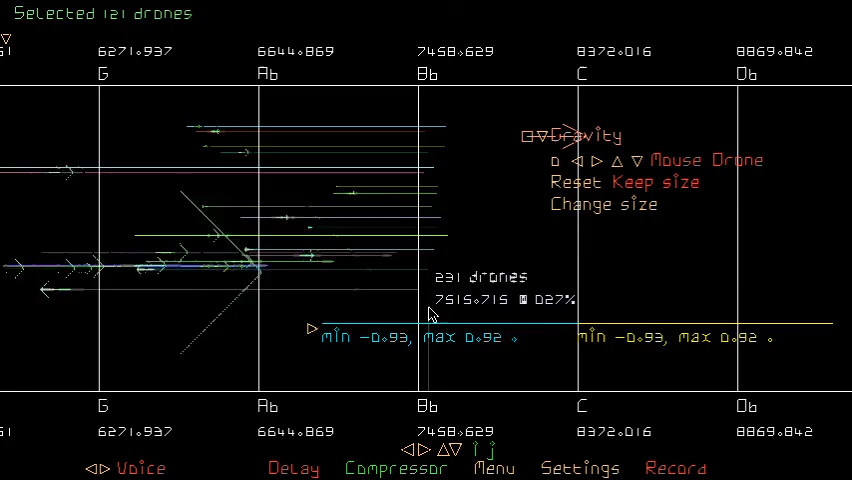 Selected 121 drones
51 6271.937 6644.869 7458.629 8372.016 8869.842
G Ab Bb C Db
Gravity
Mouse Drone
Reset Keep size
Change size
231 drones
7515.715 @ 027%
min -0.93, max 0.92 . min -0.93, max 0.92 .
G Ab Bb C Db
51 6271.937 6644.869 7458.629 8372.016 8869.842
i j
Voice Delay Compressor Menu Settings Record